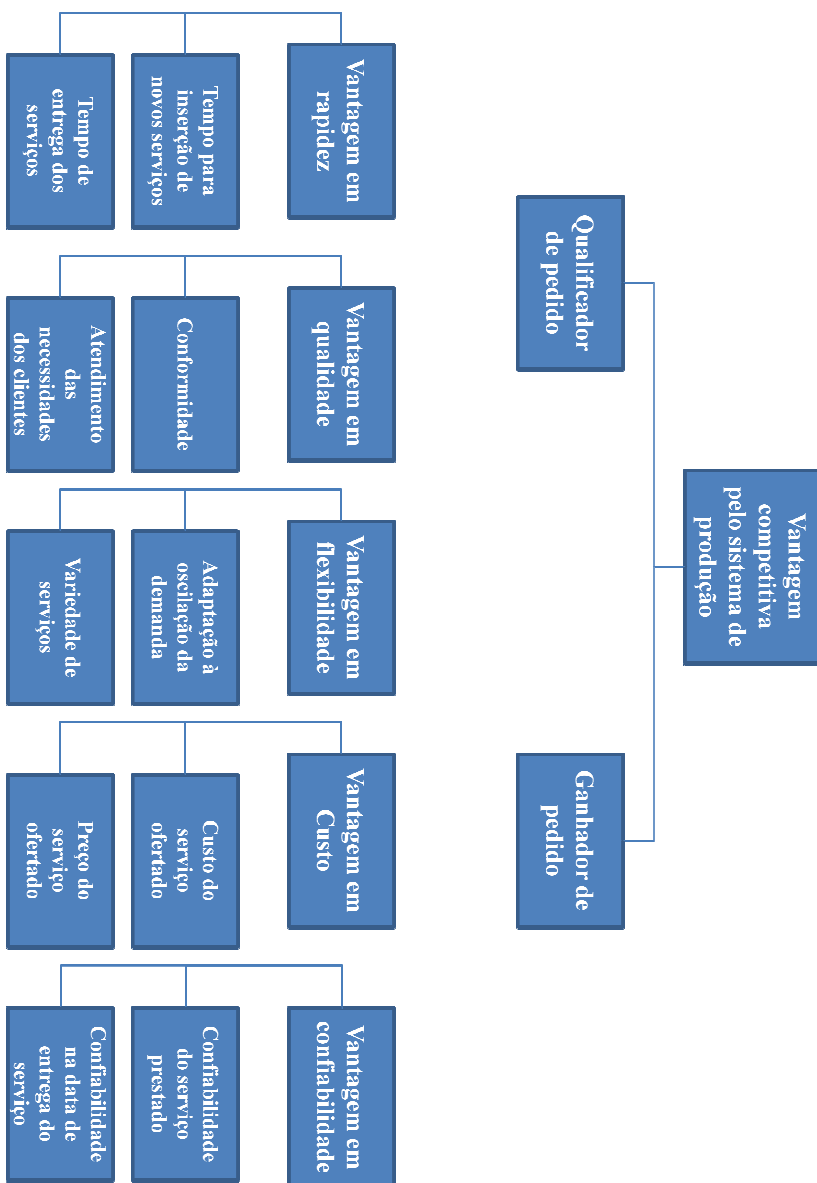 Vantagem
competitiva
pelo sistema de
produção
Qualificador
de pedido
Ganhador de
pedido
Vantagem em
rapidez
Vantagem em
qualidade
Vantagem em
flexibilidade
Vantagem em
Custo
Vantagem em
confiabilidade
Tempo para
inserção de
novos serviços
Conformidade
Adaptação à
oscilação da
demanda
Custo do
serviço
ofertado
Confiabilidade
do serviço
prestado
Tempo de
entrega dos
serviços
Atendimento
das
necessidades
dos clientes
Variedade de
serviços
Preço do
serviço
ofertado
Confiabilidade
na data de
entrega do
serviço